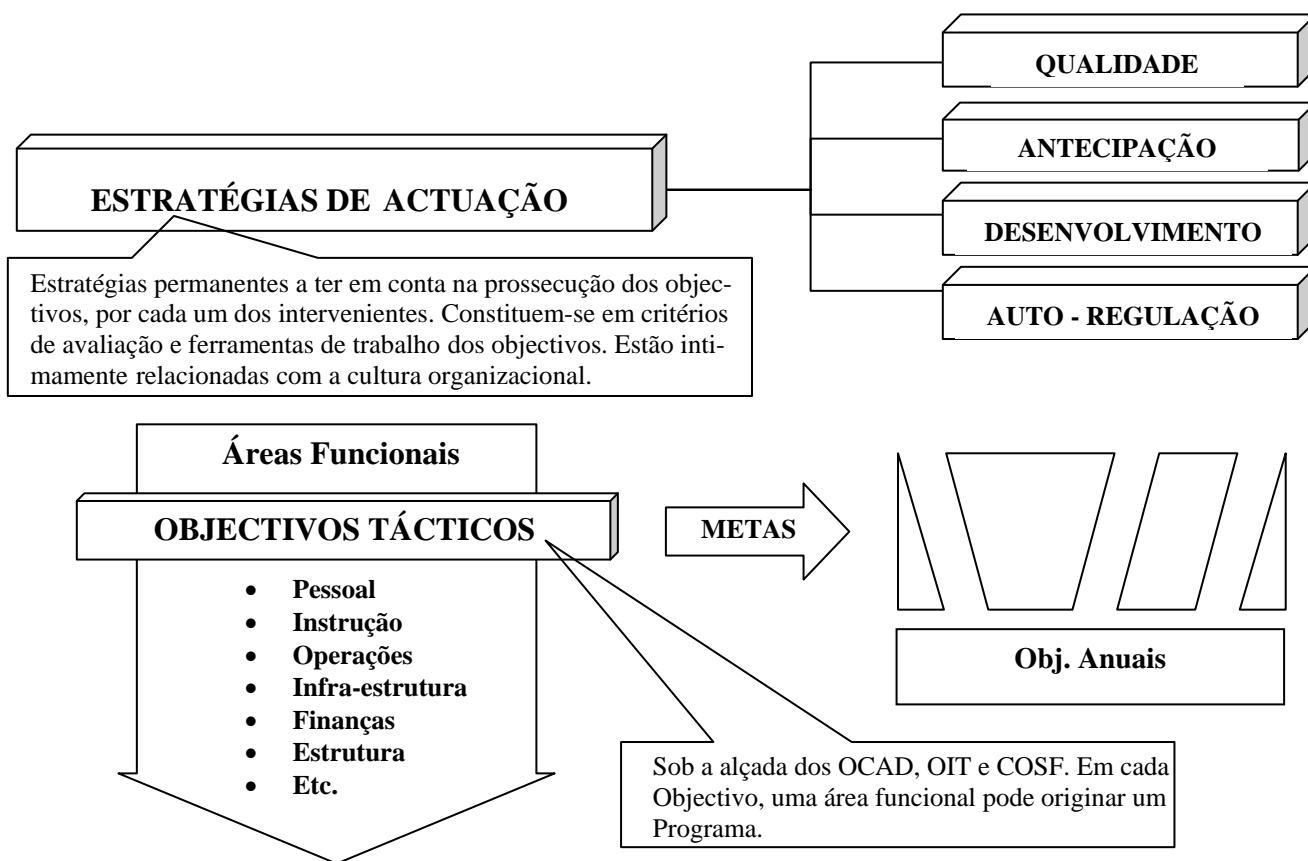 QUALIDADE
ANTECIPAÇÃO
ESTRATÉGIAS DE ACTUAÇÃO
DESENVOLVIMENTO
AUTO - REGULAÇÃO
Estratégias permanentes a ter em conta na prossecução dos objec-
tivos, por cada um dos intervenientes. Constituem-se em critérios
de avaliação e ferramentas de trabalho dos objectivos. Estão inti-
mamente relacionadas com a cultura organizacional.
Áreas Funcionais
OBJECTIVOS TÁCTICOS
METAS
• Pessoal
• Instrução
• Operações
• Infra-estrutura
• Finanças
• Estrutura
• Etc.
Obj. Anuais
Sob a alçada dos OCAD, OIT e COSF. Em cada
Objectivo, uma área funcional pode originar um
Programa.